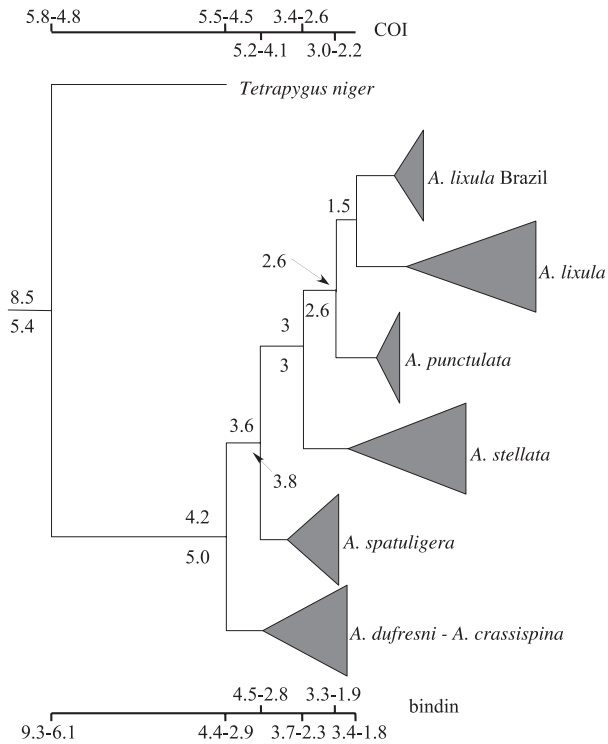 5.8-4.8 5.5-4.5 3.4-2.6
COI
5.2-4.1 3.0-2.2
Tetrapygus niger
A. lixula Brazil
1.5
2.6
A. lixula
8.5
5.4
2.6
3
3
A. punctulata
3.6
A. stellata
3.8
4.2
5.0
A. spatuligera
A. dufresni - A. crassispina
4.5-2.8 3.3-1.9
bindin
9.3-6.1 4.4-2.9 3.7-2.3 3.4-1.8